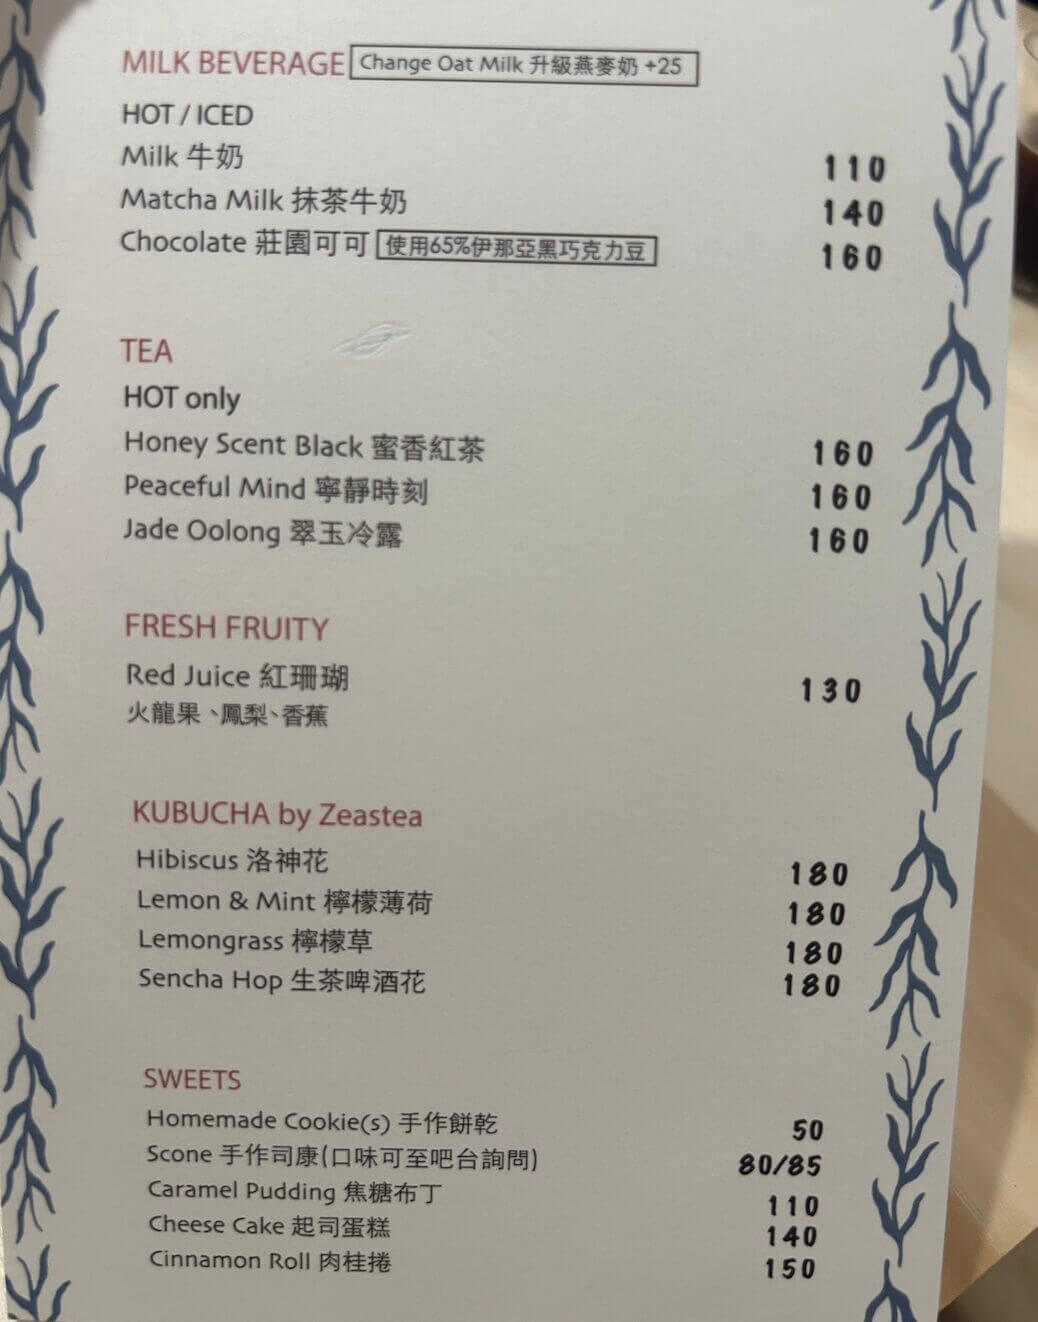 MILK BEVERAGE Change Oat Milk 升級燕麥奶 +25
HOT / ICED
Milk 牛奶 110
Matcha Milk 抹茶牛奶 140
Chocolate 莊園可可 使用65%伊那亞黑巧克力豆 160
TEA
HOT only
Honey Scent Black 蜜香紅茶 160
Peaceful Mind 寧靜時刻 160
Jade Oolong 翠玉冷露 160
FRESH FRUITY
Red Juice 紅珊瑚 130
火龍果、鳳梨、香蕉
KUBUCHA by Zeastea
Hibiscus 洛神花 180
Lemon & Mint 檸檬薄荷 180
Lemongrass 檸檬草 180
Sencha Hop 生茶啤酒花 180
SWEETS
Homemade Cookie(s) 手作餅乾 50
Scone 手作司康(口味可至吧台詢問) 80/85
Caramel Pudding 焦糖布丁 110
Cheese Cake 起司蛋糕 140
Cinnamon Roll 肉桂捲 150